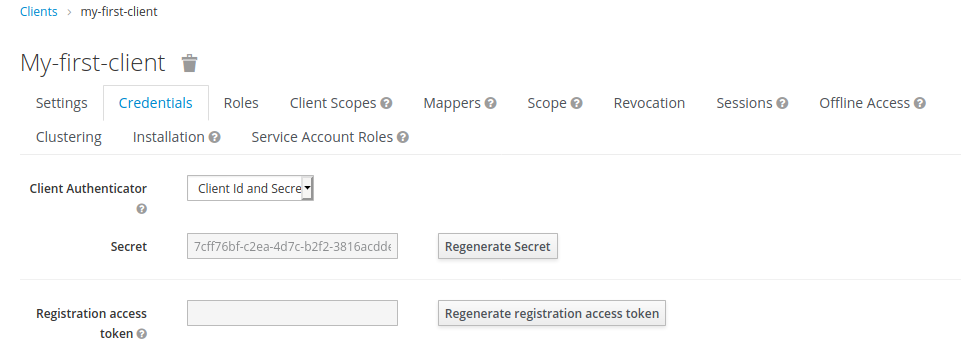 Clients > my-first-client
My-first-client
Settings Credentials Roles Client Scopes ? Mappers ? Scope ? Revocation Sessions ? Offline Access ?
Clustering Installation ? Service Account Roles ?
Client Authenticator Client Id and Secre
?
Secret 7cff76bf-c2ea-4d7c-b2f2-3816acdde Regenerate Secret
Registration access Regenerate registration access token
token ?